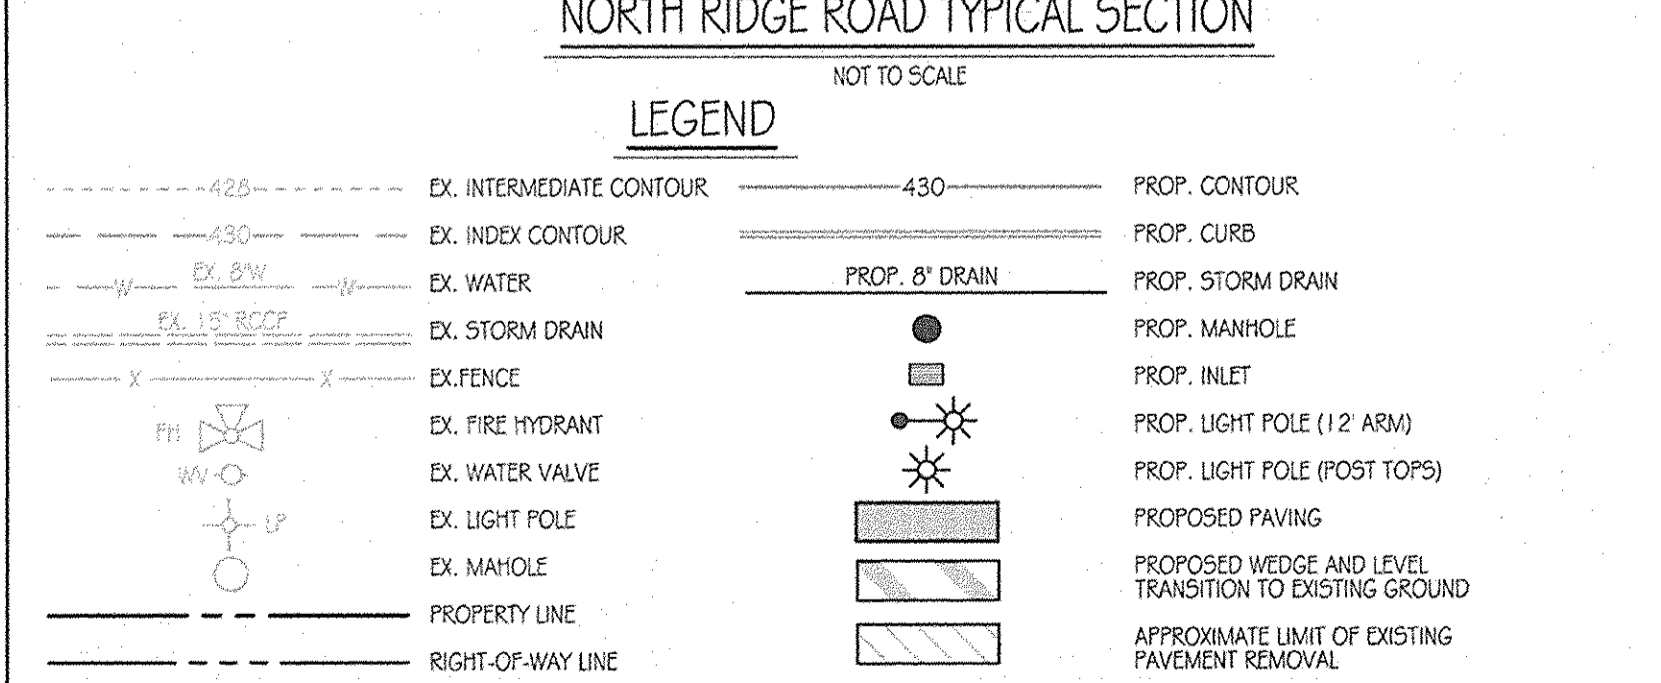 NORTH RIDGE ROAD TYPICAL SECTION
NOT TO SCALE
LEGEND
428 EX. INTERMEDIATE CONTOUR
430 EX. INDEX CONTOUR
W EX. 8"W W EX. WATER
EX. 15" RCCP EX. STORM DRAIN
X X EX.FENCE
FH EX. FIRE HYDRANT
WV EX. WATER VALVE
LP EX. LIGHT POLE
EX. MAHOLE
PROPERTY LINE
RIGHT-OF-WAY LINE
430 PROP. CONTOUR
PROP. CURB
PROP. 8" DRAIN PROP. STORM DRAIN
PROP. MANHOLE
PROP. INLET
PROP. LIGHT POLE (12' ARM)
PROP. LIGHT POLE (POST TOPS)
PROPOSED PAVING
PROPOSED WEDGE AND LEVEL
TRANSITION TO EXISTING GROUND
APPROXIMATE LIMIT OF EXISTING
PAVEMENT REMOVAL